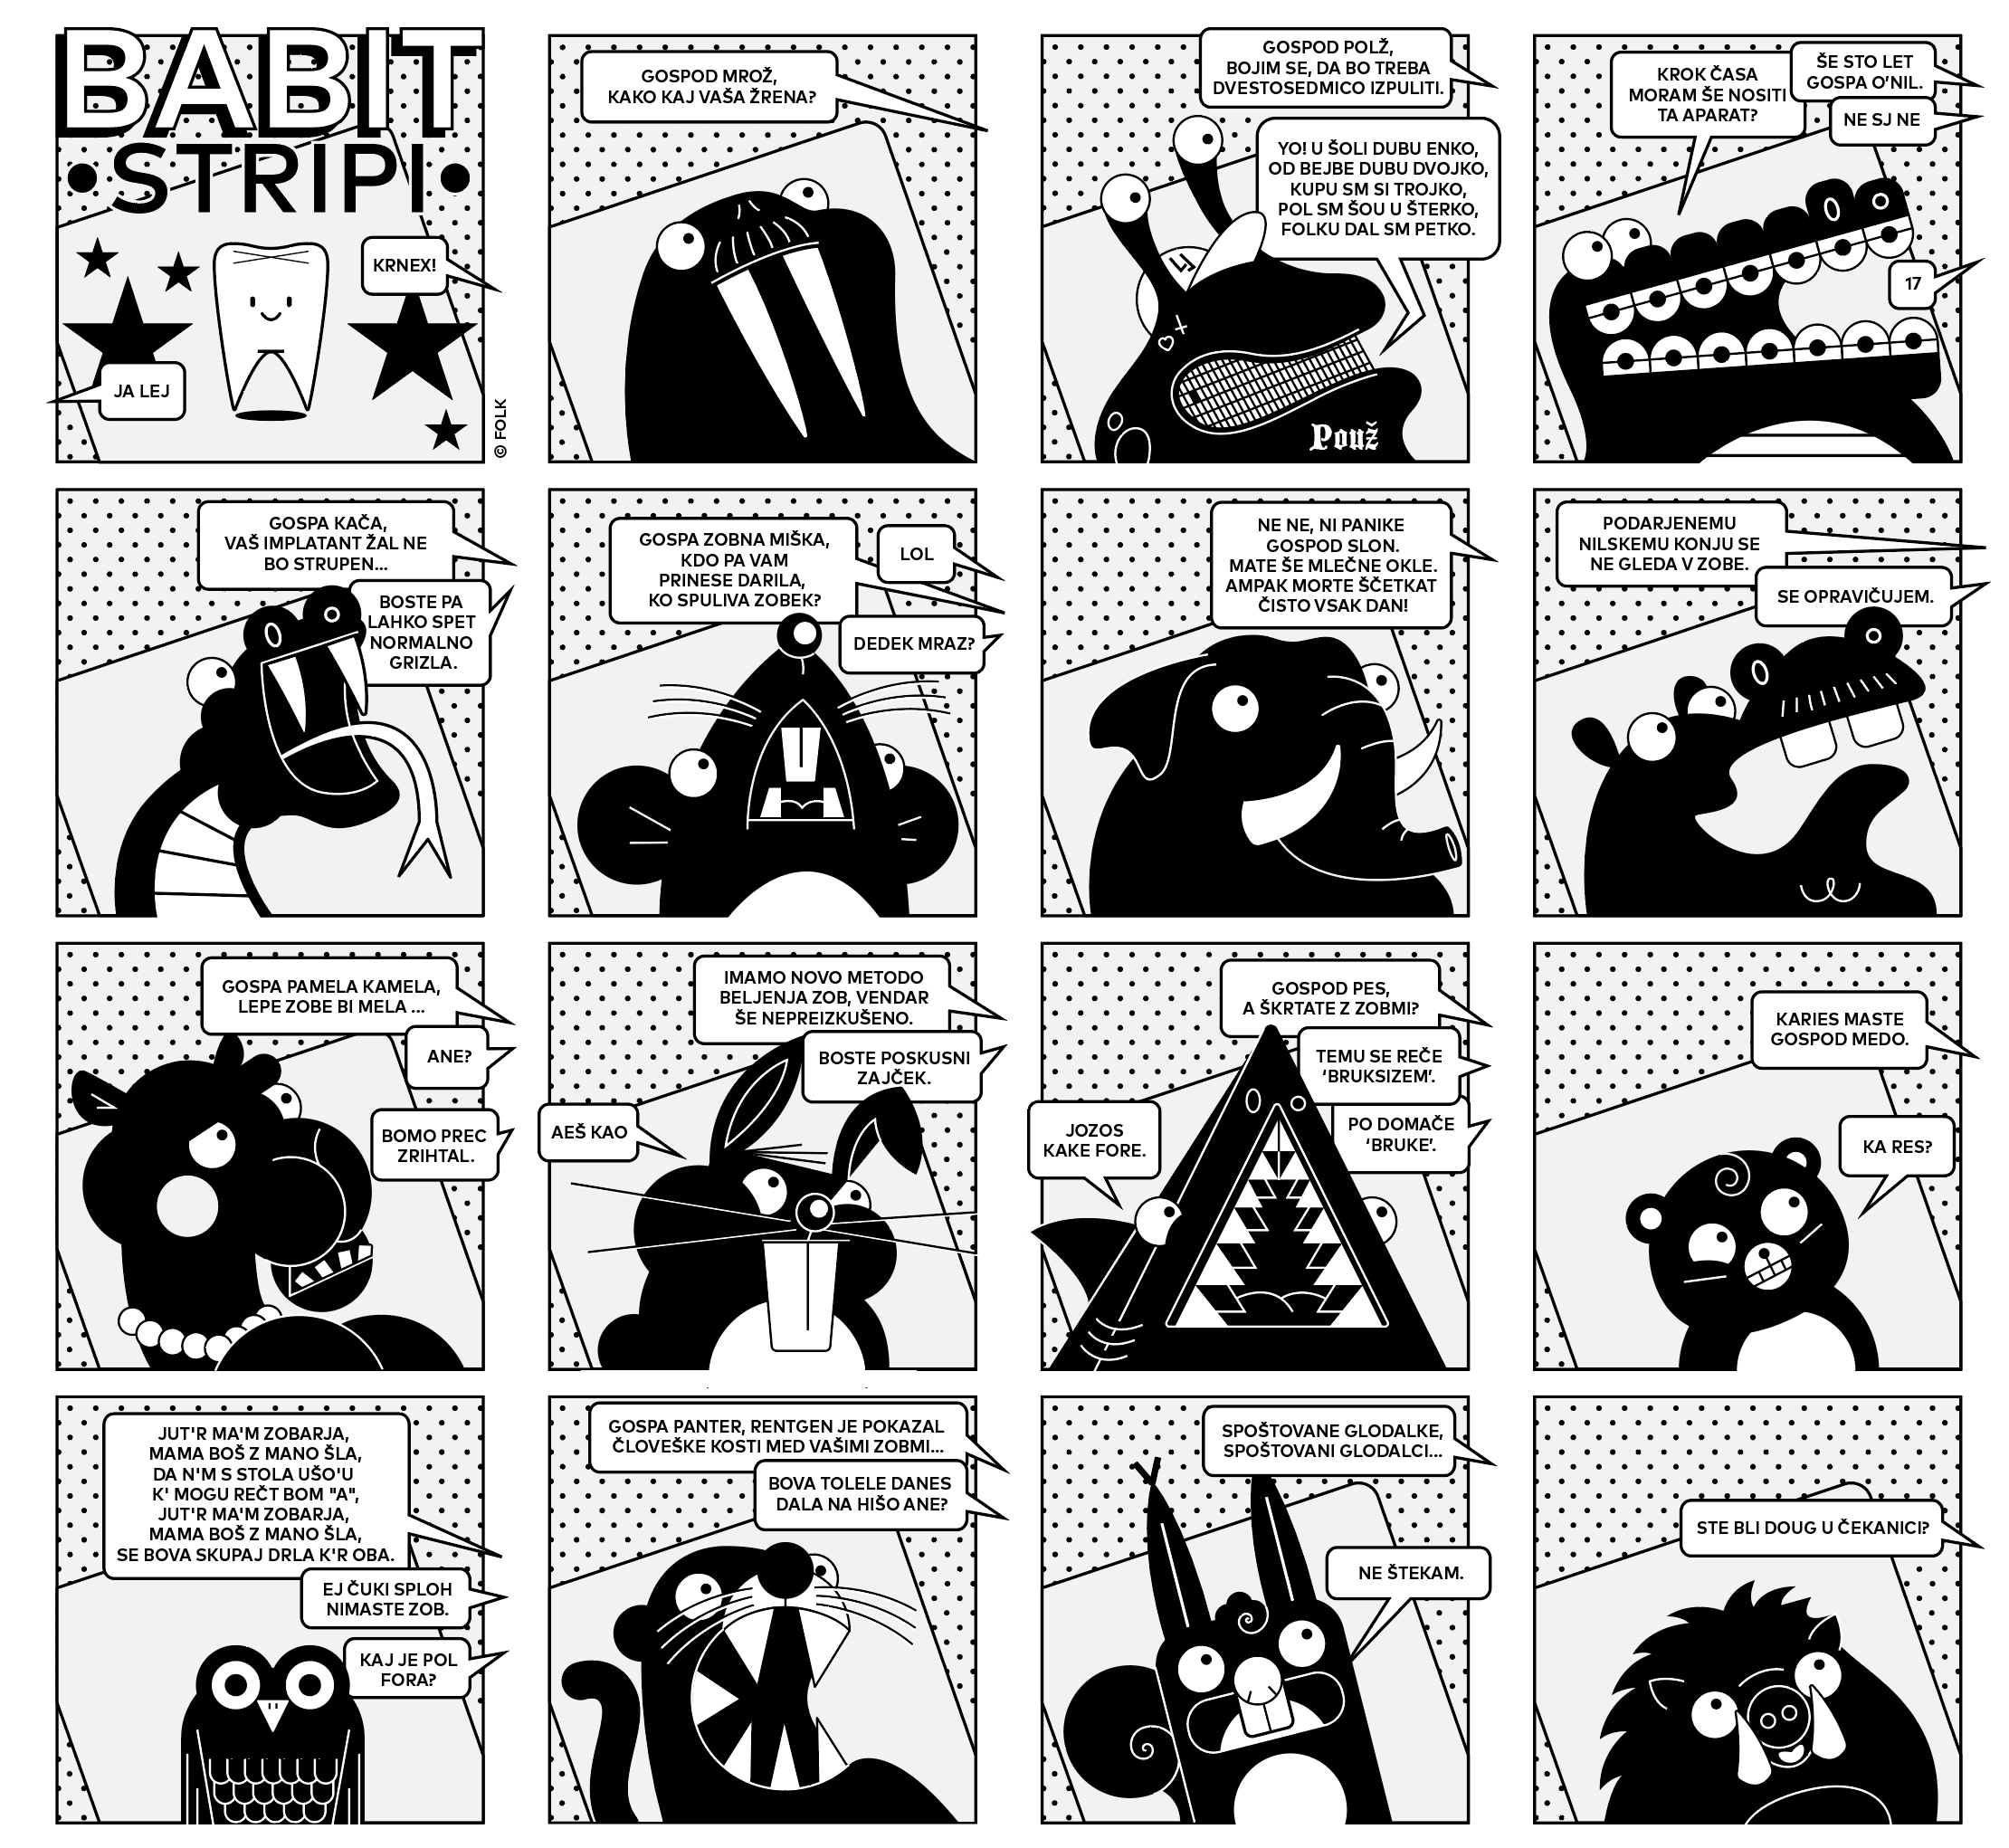 BABIT
•STRIPI•
KRNEX!
JA LEJ
© FOLK
GOSPOD MROŽ,
KAKO KAJ VAŠA ŽRENA?
GOSPOD POLŽ,
BOJIM SE, DA BO TREBA
DVESTOSEDMICO IZPULITI.
YO! U ŠOLI DUBU ENKO,
OD BEJBE DUBU DVOJKO,
KUPU SM SI TROJKO,
POL SM ŠOU U ŠTERKO,
FOLKU DAL SM PETKO.
LJ
Použ
KROK ČASA
MORAM ŠE NOSITI
TA APARAT?
ŠE STO LET
GOSPA O'NIL.
NE SJ NE
17
GOSPA KAČA,
VAŠ IMPLATANT ŽAL NE
BO STRUPEN...
BOSTE PA
LAHKO SPET
NORMALNO
GRIZLA.
GOSPA ZOBNA MIŠKA,
KDO PA VAM
PRINESE DARILA,
KO SPULIVA ZOBEK?
LOL
DEDEK MRAZ?
NE NE, NI PANIKE
GOSPOD SLON.
MATE ŠE MLEČNE OKLE.
AMPAK MORTE ŠČETKAT
ČISTO VSAK DAN!
PODARJENEMU
NILSKEMU KONJU SE
NE GLEDA V ZOBE.
SE OPRAVIČUJEM.
GOSPA PAMELA KAMELA,
LEPE ZOBE BI MELA ...
ANE?
BOMO PREC
ZRIHTAL.
IMAMO NOVO METODO
BELJENJA ZOB, VENDAR
ŠE NEPREIZKUŠENO.
BOSTE POSKUSNI
ZAJČEK.
AEŠ KAO
GOSPOD PES,
A ŠKRTATE Z ZOBMI?
TEMU SE REČE
'BRUKSIZEM'.
PO DOMAČE
'BRUKE'.
JOZOS
KAKE FORE.
KARIES MASTE
GOSPOD MEDO.
KA RES?
JUT'R MA'M ZOBARJA,
MAMA BOŠ Z MANO ŠLA,
DA N'M S STOLA UŠO'U
K' MOGU REČT BOM "A",
JUT'R MA'M ZOBARJA,
MAMA BOŠ Z MANO ŠLA,
SE BOVA SKUPAJ DRLA K'R OBA.
EJ ČUKI SPLOH
NIMASTE ZOB.
KAJ JE POL
FORA?
GOSPA PANTER, RENTGEN JE POKAZAL
ČLOVEŠKE KOSTI MED VAŠIMI ZOBMI...
BOVA TOLELE DANES
DALA NA HIŠO ANE?
SPOŠTOVANE GLODALKE,
SPOŠTOVANI GLODALCI...
NE ŠTEKAM.
STE BLI DOUG U ČEKANICI?